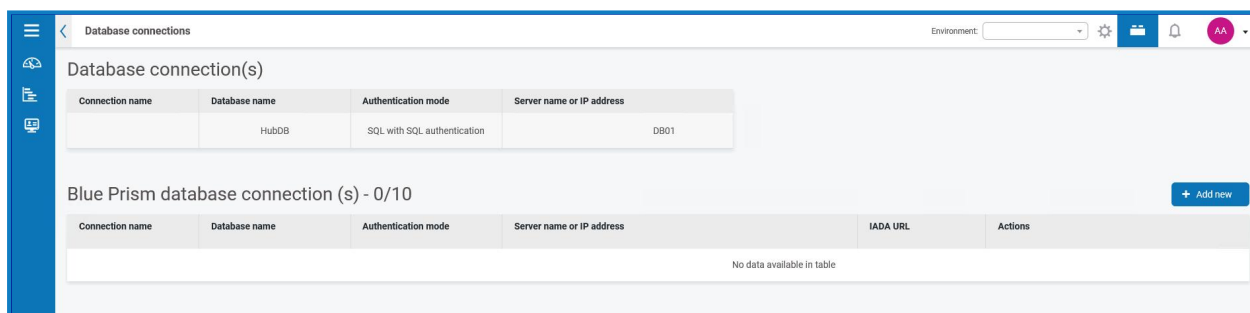 Database connections Environment: AA
Database connection(s)
Connection name Database name Authentication mode Server name or IP address
HubDB SQL with SQL authentication DB01
Blue Prism database connection (s) - 0/10 + Add new
Connection name Database name Authentication mode Server name or IP address IADA URL Actions
No data available in table